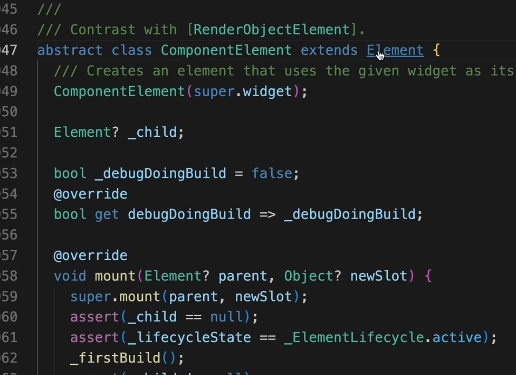 45 ///
46 /// Contrast with [RenderObjectElement].
47 abstract class ComponentElement extends Element {
48 /// Creates an element that uses the given widget as its
49 ComponentElement(super.widget);
50
51 Element? _child;
52
53 bool _debugDoingBuild = false;
54 @override
55 bool get debugDoingBuild => _debugDoingBuild;
56
57 @override
58 void mount(Element? parent, Object? newSlot) {
59 super.mount(parent, newSlot);
60 assert(_child == null);
61 assert(_lifecycleState == _ElementLifecycle.active);
62 _firstBuild();